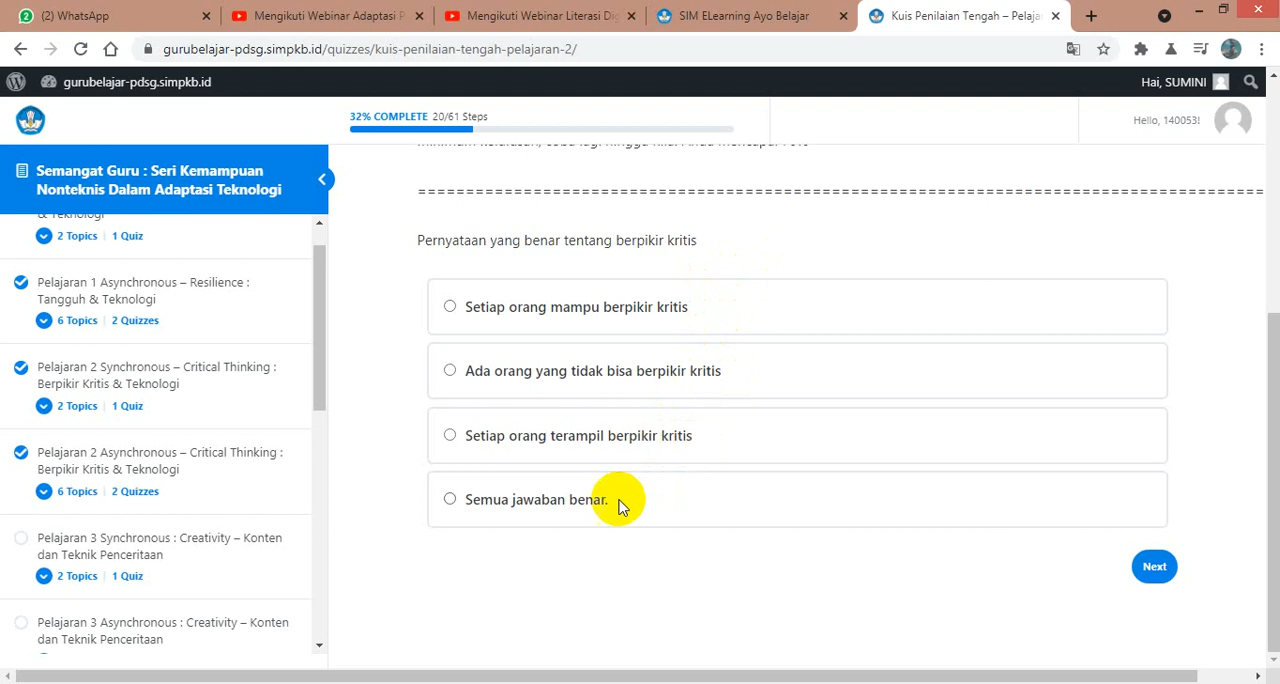 (2) WhatsApp
Mengikuti Webinar Adaptasi P
Mengikuti Webinar Literasi Dig
SIM ELearning Ayo Belajar
Kuis Penilaian Tengah – Pelajar
gurubelajar-pdsg.simpkb.id/quizzes/kuis-penilaian-tengah-pelajaran-2/
gurubelajar-pdsg.simpkb.id
Hai, SUMINI
32% COMPLETE 20/61 Steps
Hello, 140053!
Semangat Guru : Seri Kemampuan
Nonteknis Dalam Adaptasi Teknologi
& Teknologi
2 Topics | 1 Quiz
Pelajaran 1 Asynchronous – Resilience :
Tangguh & Teknologi
6 Topics | 2 Quizzes
Pelajaran 2 Synchronous – Critical Thinking :
Berpikir Kritis & Teknologi
2 Topics | 1 Quiz
Pelajaran 2 Asynchronous – Critical Thinking :
Berpikir Kritis & Teknologi
6 Topics | 2 Quizzes
Pelajaran 3 Synchronous : Creativity – Konten
dan Teknik Penceritaan
2 Topics | 1 Quiz
Pelajaran 3 Asynchronous : Creativity – Konten
dan Teknik Penceritaan
Pernyataan yang benar tentang berpikir kritis
Setiap orang mampu berpikir kritis
Ada orang yang tidak bisa berpikir kritis
Setiap orang terampil berpikir kritis
Semua jawaban benar.
Next